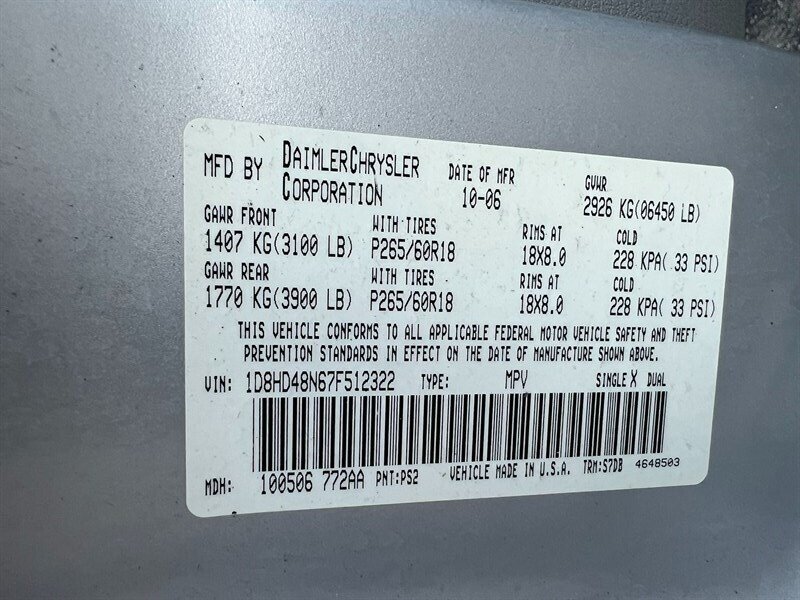 MFD BY DAIMLERCHRYSLER CORPORATION DATE OF MFR 10-06 GVWR 2926 KG(06450 LB)
GAWR FRONT WITH TIRES RIMS AT COLD
1407 KG(3100 LB) P265/60R18 18X8.0 228 KPA( 33 PSI)
GAWR REAR WITH TIRES RIMS AT COLD
1770 KG(3900 LB) P265/60R18 18X8.0 228 KPA( 33 PSI)
THIS VEHICLE CONFORMS TO ALL APPLICABLE FEDERAL MOTOR VEHICLE SAFETY AND THEFT
PREVENTION STANDARDS IN EFFECT ON THE DATE OF MANUFACTURE SHOWN ABOVE.
VIN: 1D8HD48N67F512322 TYPE: MPV SINGLE X DUAL
MDH: 100506 772AA PNT:PS2 VEHICLE MADE IN U.S.A. TRM:S7DB 4648503